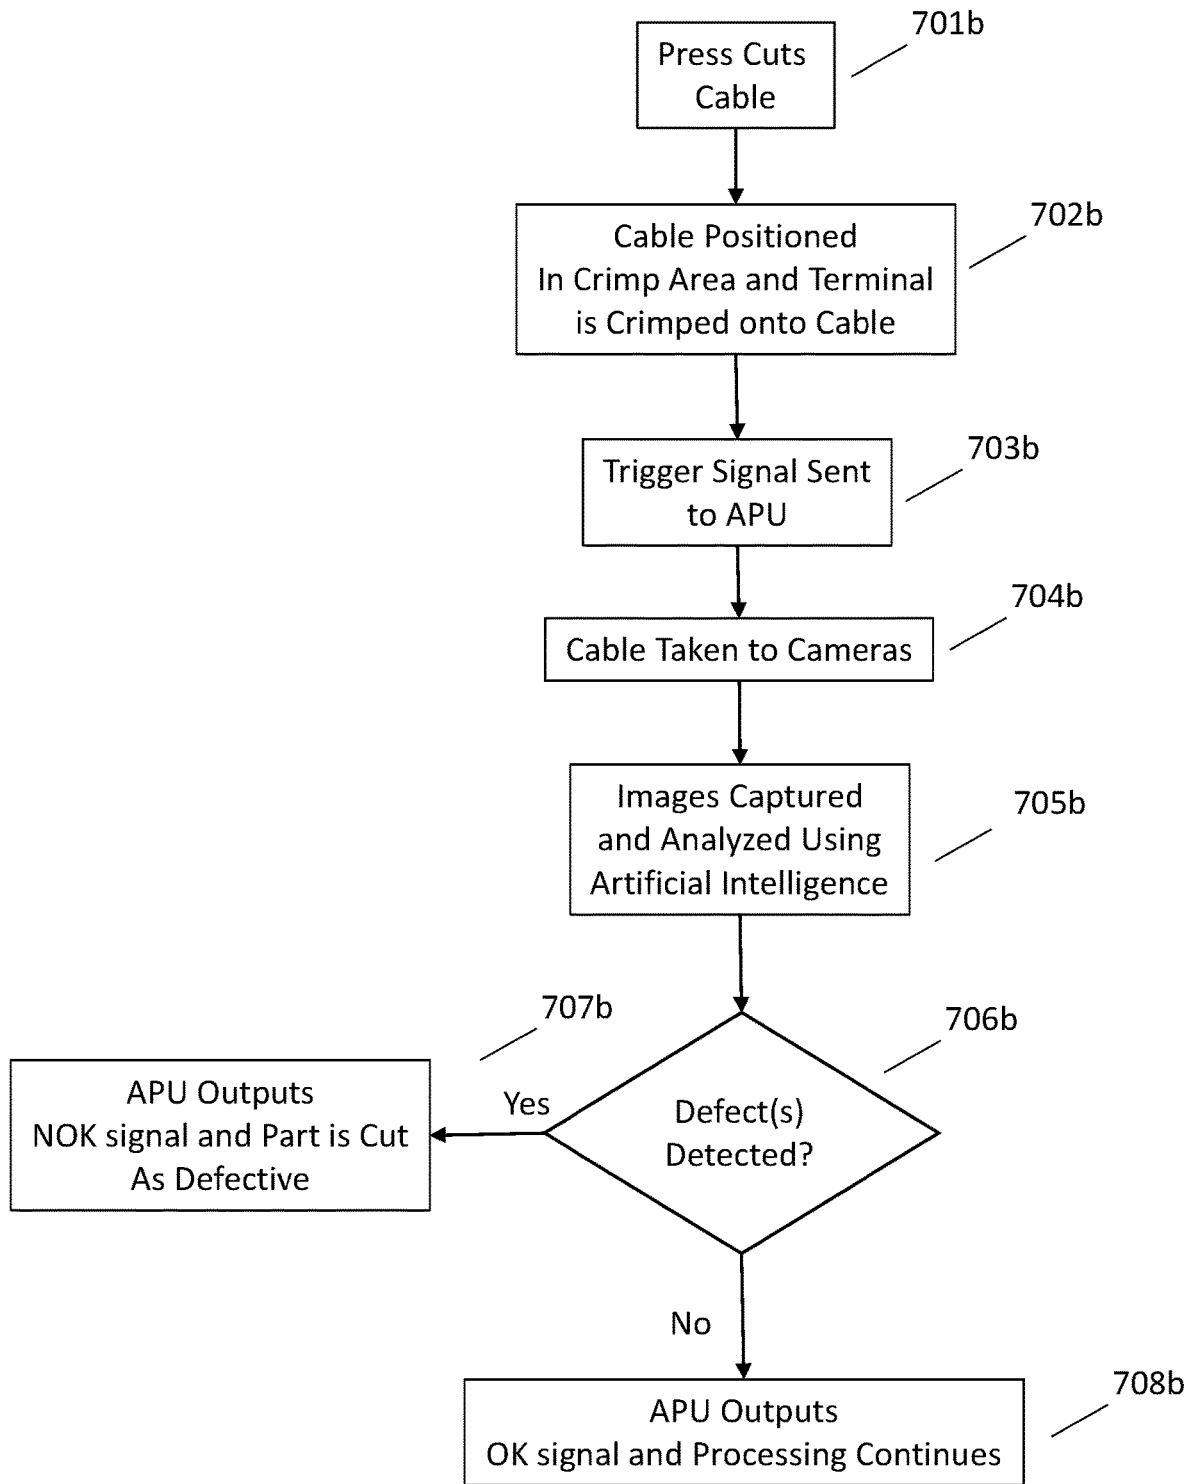 701b
Press Cuts
Cable
702b
Cable Positioned
In Crimp Area and Terminal
is Crimped onto Cable
703b
Trigger Signal Sent
to APU
704b
Cable Taken to Cameras
705b
Images Captured
and Analyzed Using
Artificial Intelligence
706b
Defect(s)
Detected?
Yes
707b
APU Outputs
NOK signal and Part is Cut
As Defective
No
708b
APU Outputs
OK signal and Processing Continues